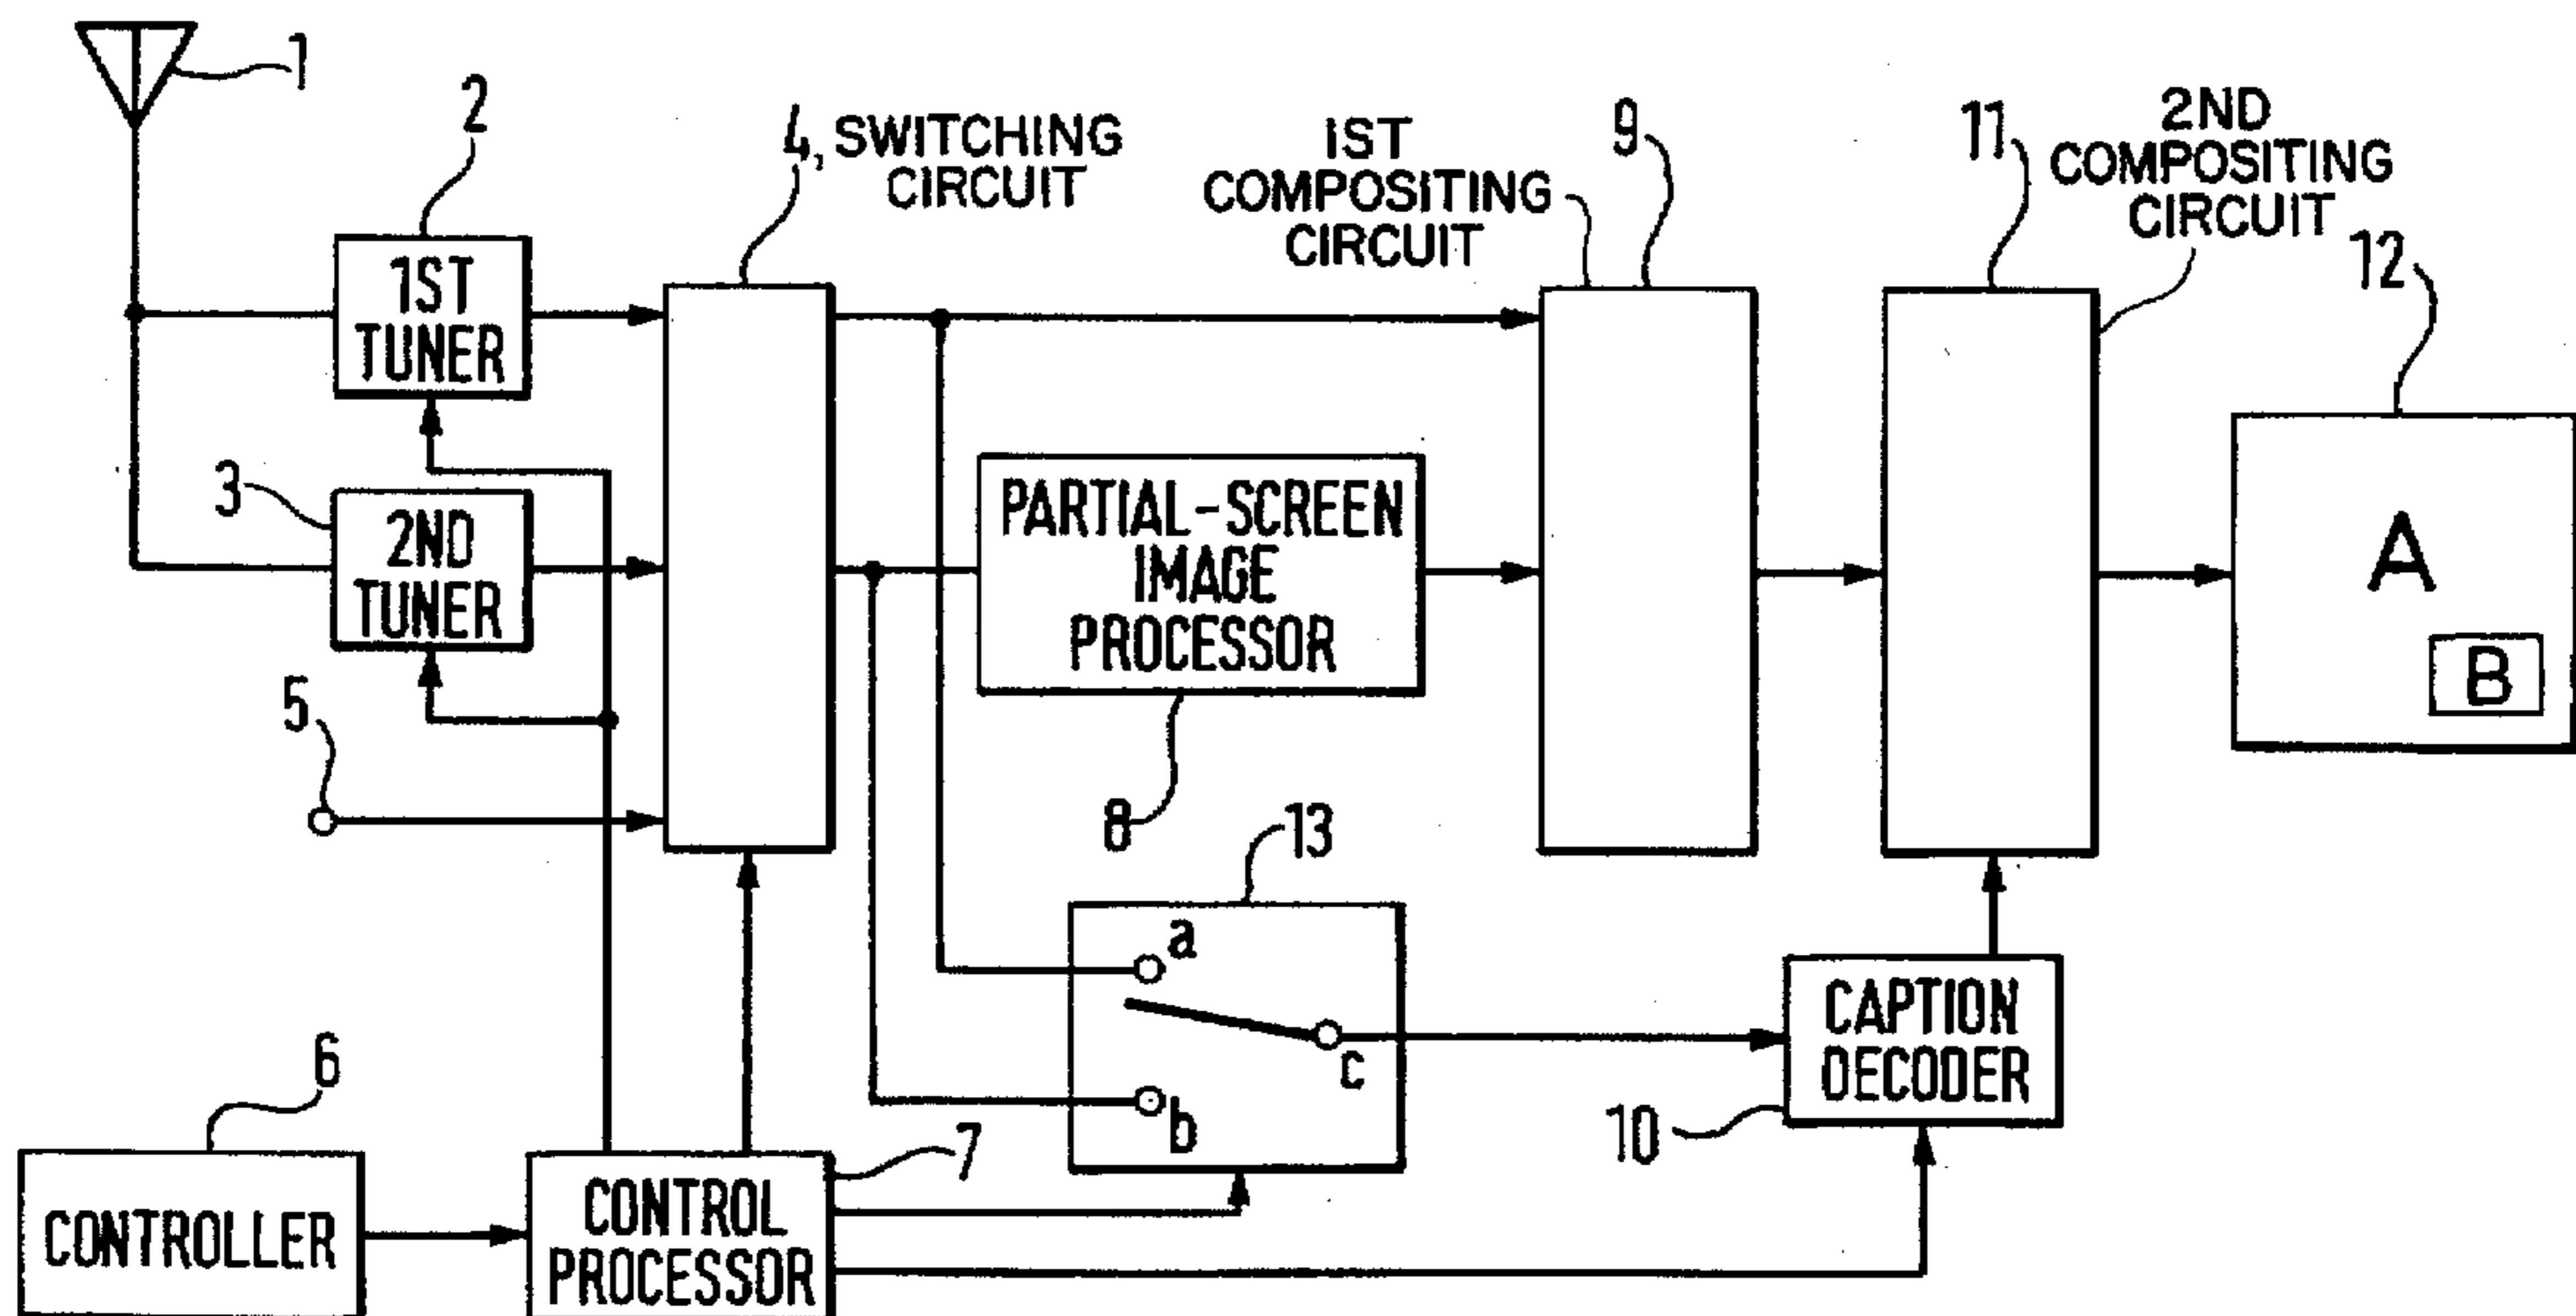 1
2
4, SWITCHING
CIRCUIT
1ST
COMPOSITING
CIRCUIT
9
11
2ND
COMPOSITING
CIRCUIT
12
1ST
TUNER
3
2ND
TUNER
PARTIAL-SCREEN
IMAGE
PROCESSOR
A
B
5
8
13
a
b
c
CAPTION
DECODER
10
6
7
CONTROLLER
CONTROL
PROCESSOR